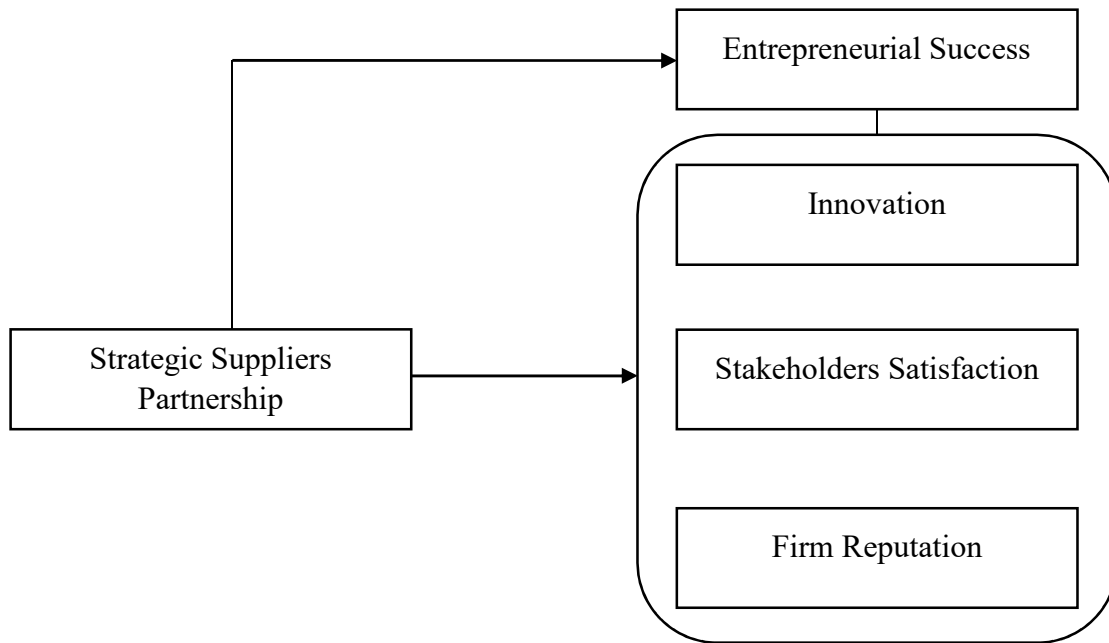 Entrepreneurial Success
Innovation
Strategic Suppliers
Partnership
Stakeholders Satisfaction
Firm Reputation